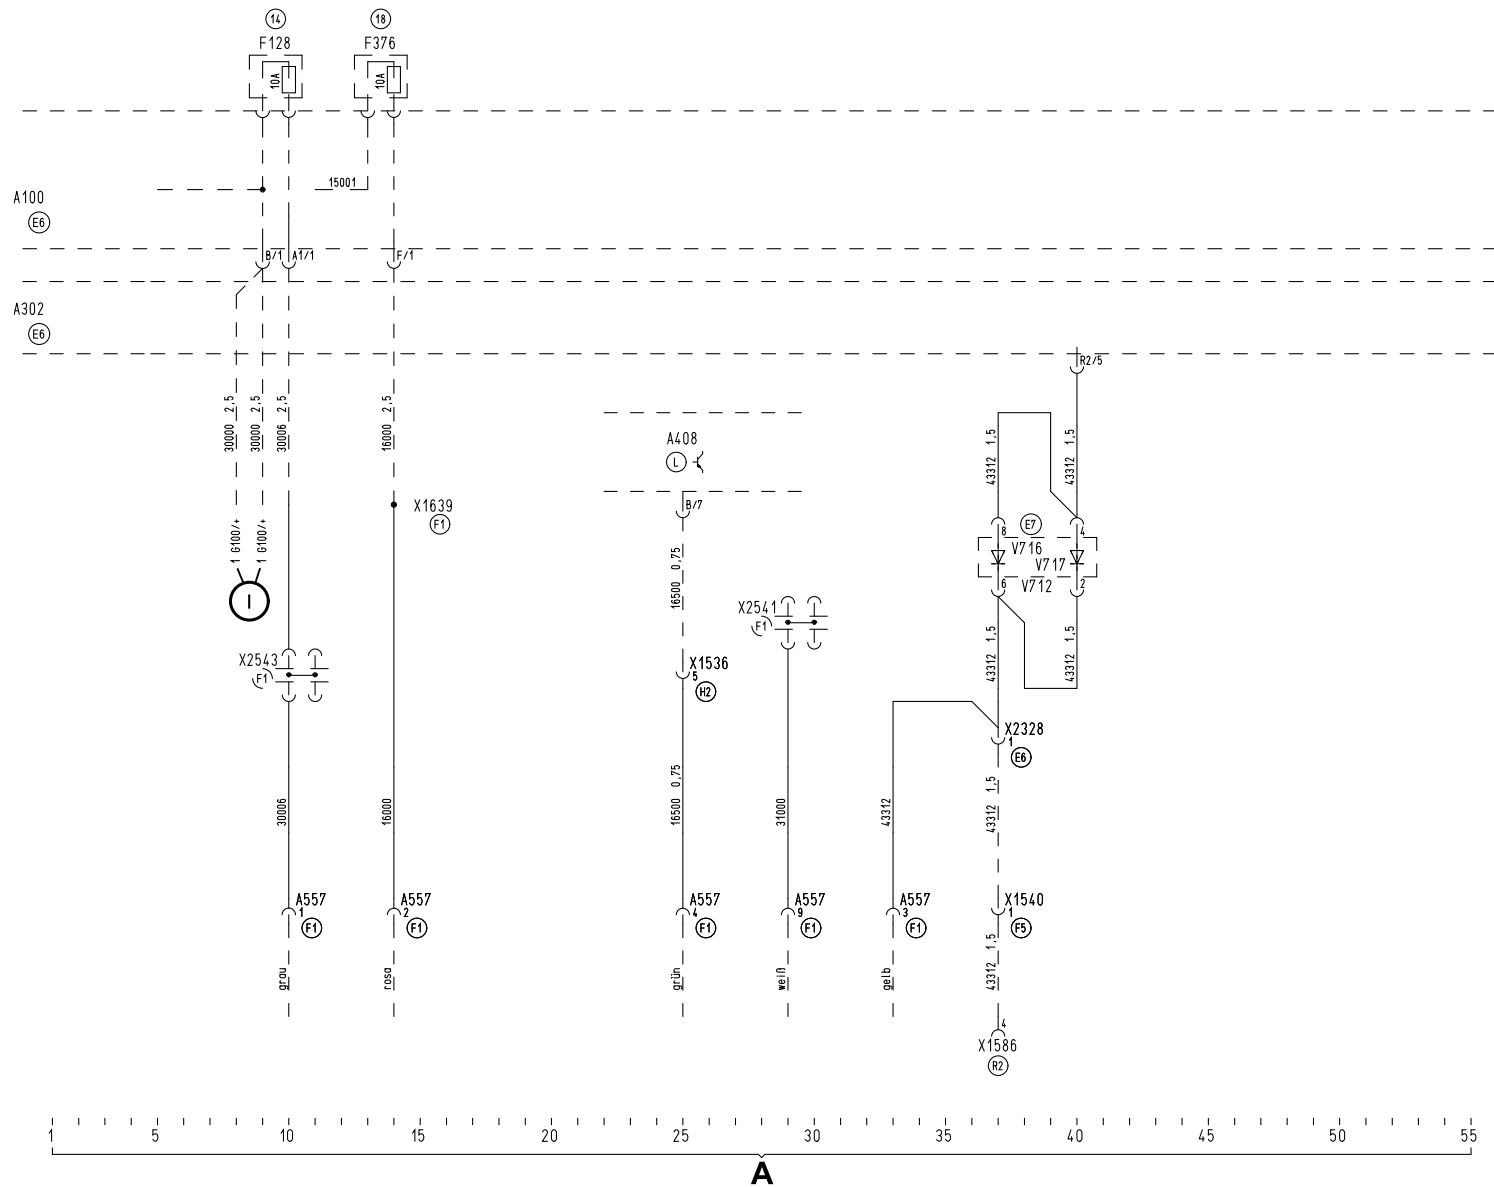 14
18
F128
F376
10A
10A
15001
A100
E6
B/1
A1/1
F/1
A302
E6
R2/5
30000 2,5
30000 2,5
30006 2,5
16000 2,5
A408
L
43312 1,5
43312 1,5
B/7
X1639
F1
1 G100/+
1 G100/+
E7
8
4
V716
V717
6
V712
2
16500 0,75
I
X2541
F1
43312 1,5
43312 1,5
X2543
F1
X1536
5
H2
X2328
1
E6
30006
16000
16500 0,75
31000
43312
43312 1,5
A557
1
F1
A557
2
F1
A557
4
F1
A557
9
F1
A557
3
F1
X1540
1
F5
grau
rosa
grün
weiß
gelb
43312 1,5
4
X1586
R2
1 5 10 15 20 25 30 35 40 45 50 55
A